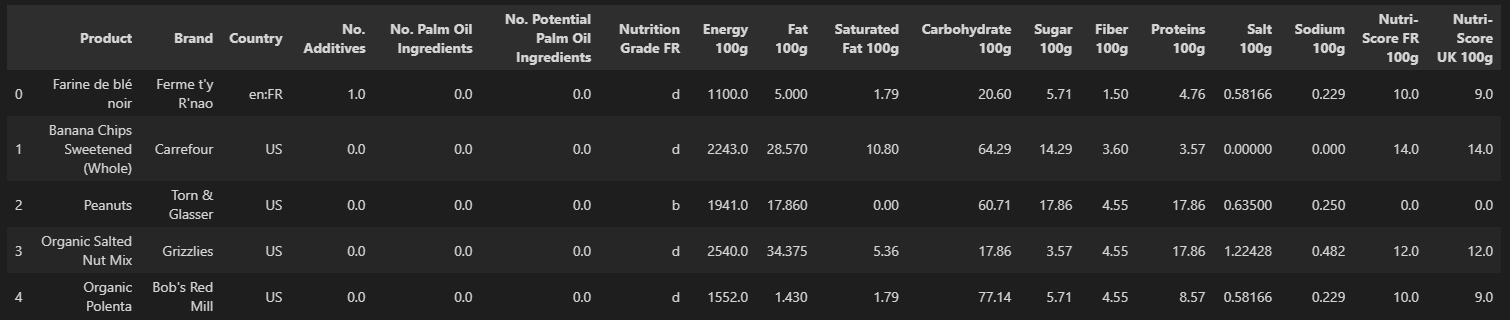 Product Brand Country No. Additives No. Palm Oil Ingredients No. Potential Palm Oil Ingredients Nutrition Grade FR Energy 100g Fat 100g Saturated Fat 100g Carbohydrate 100g Sugar 100g Fiber 100g Proteins 100g Salt 100g Sodium 100g Nutri-Score FR 100g Nutri-Score UK 100g
0 Farine de blé noir Ferme t'y R'nao en:FR 1.0 0.0 0.0 d 1100.0 5.000 1.79 20.60 5.71 1.50 4.76 0.58166 0.229 10.0 9.0
1 Banana Chips Sweetened (Whole) Carrefour US 0.0 0.0 0.0 d 2243.0 28.570 10.80 64.29 14.29 3.60 3.57 0.00000 0.000 14.0 14.0
2 Peanuts Torn & Glasser US 0.0 0.0 0.0 b 1941.0 17.860 0.00 60.71 17.86 4.55 17.86 0.63500 0.250 0.0 0.0
3 Organic Salted Nut Mix Grizzlies US 0.0 0.0 0.0 d 2540.0 34.375 5.36 17.86 3.57 4.55 17.86 1.22428 0.482 12.0 12.0
4 Organic Polenta Bob's Red Mill US 0.0 0.0 0.0 d 1552.0 1.430 1.79 77.14 5.71 4.55 8.57 0.58166 0.229 10.0 9.0